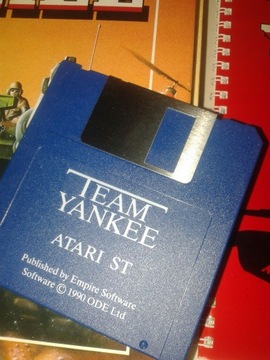 TEAM
YANKEE
ATARI ST
Published by Empire Software
Software © 1990 ODE Ltd